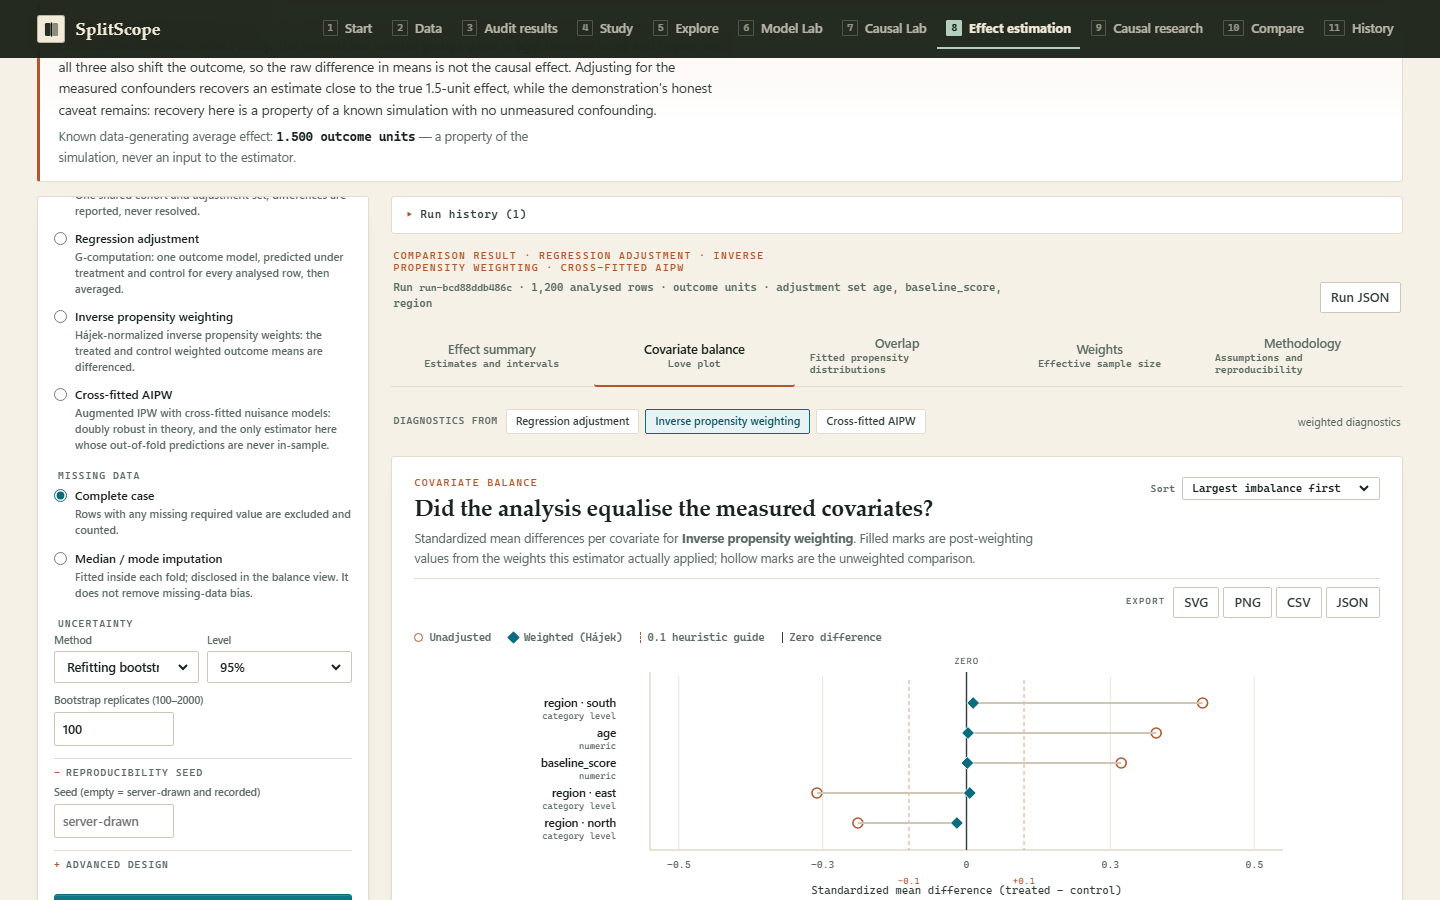 SplitScope
1 Start
2 Data
3 Audit results
4 Study
5 Explore
6 Model Lab
7 Causal Lab
8 Effect estimation
9 Causal research
10 Compare
11 History
all three also shift the outcome, so the raw difference in means is not the causal effect. Adjusting for the
measured confounders recovers an estimate close to the true 1.5-unit effect, while the demonstration's honest
caveat remains: recovery here is a property of a known simulation with no unmeasured confounding.
Known data-generating average effect: 1.500 outcome units — a property of the
simulation, never an input to the estimator.
One shared cohort and adjustment set; differences are
reported, never resolved.
Regression adjustment
G-computation: one outcome model, predicted under
treatment and control for every analysed row, then
averaged.
Inverse propensity weighting
Hájek-normalized inverse propensity weights: the
treated and control weighted outcome means are
differenced.
Cross-fitted AIPW
Augmented IPW with cross-fitted nuisance models:
doubly robust in theory, and the only estimator here
whose out-of-fold predictions are never in-sample.
MISSING DATA
Complete case
Rows with any missing required value are excluded and
counted.
Median / mode imputation
Fitted inside each fold; disclosed in the balance view. It
does not remove missing-data bias.
UNCERTAINTY
Method
Level
Refitting bootstr
95%
Bootstrap replicates (100–2000)
100
− REPRODUCIBILITY SEED
Seed (empty = server-drawn and recorded)
server-drawn
+ ADVANCED DESIGN
▸ Run history (1)
COMPARISON RESULT · REGRESSION ADJUSTMENT · INVERSE
PROPENSITY WEIGHTING · CROSS-FITTED AIPW
Run run-bcd88ddb486c · 1,200 analysed rows · outcome units · adjustment set age, baseline_score,
region
Run JSON
Effect summary
Estimates and intervals
Covariate balance
Love plot
Overlap
Fitted propensity
distributions
Weights
Effective sample size
Methodology
Assumptions and
reproducibility
DIAGNOSTICS FROM
Regression adjustment
Inverse propensity weighting
Cross-fitted AIPW
weighted diagnostics
COVARIATE BALANCE
Did the analysis equalise the measured covariates?
Sort
Largest imbalance first
Standardized mean differences per covariate for Inverse propensity weighting. Filled marks are post-weighting
values from the weights this estimator actually applied; hollow marks are the unweighted comparison.
EXPORT
SVG
PNG
CSV
JSON
Unadjusted
Weighted (Hájek)
0.1 heuristic guide
Zero difference
ZERO
region · south
category level
age
numeric
baseline_score
numeric
region · east
category level
region · north
category level
−0.5
−0.3
0
0.3
0.5
−0.1
+0.1
Standardized mean difference (treated − control)